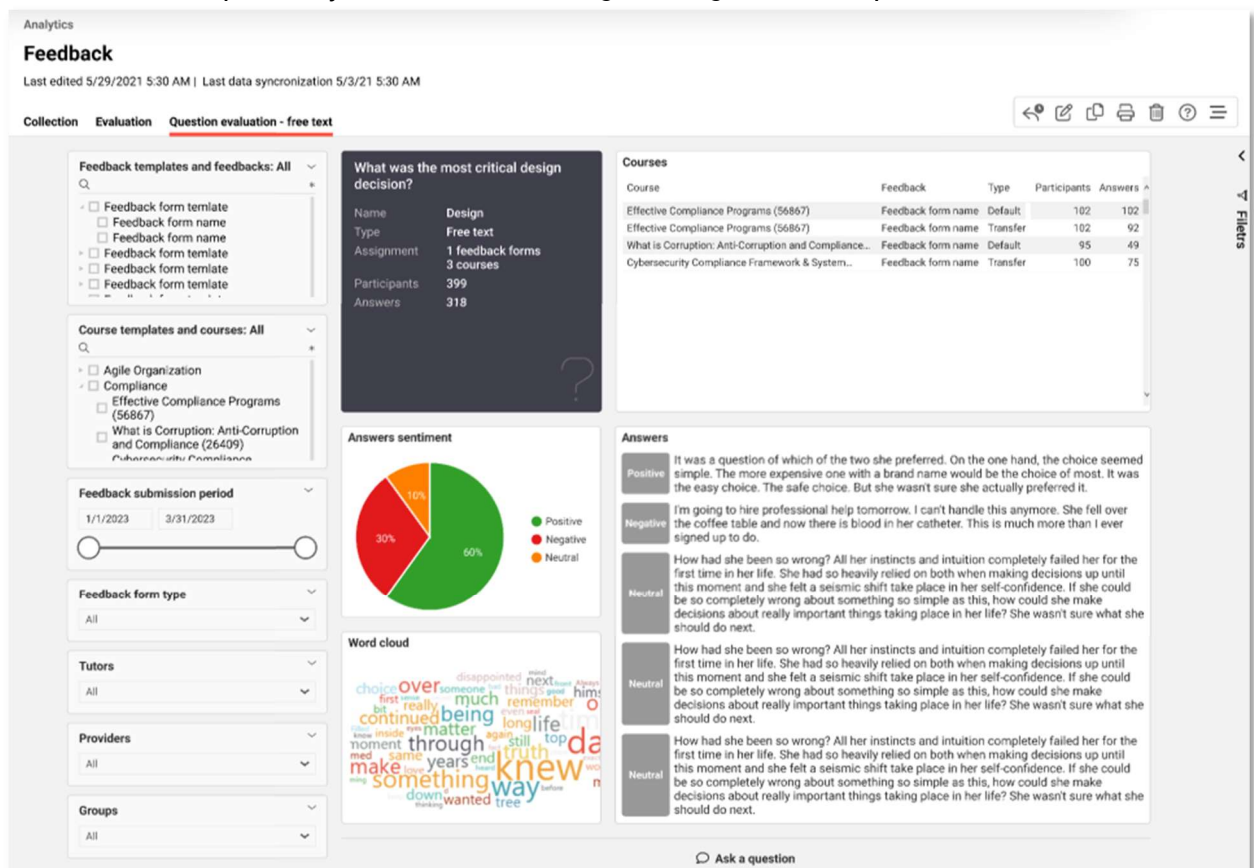 Analytics
Feedback
Last edited 5/29/2021 5:30 AM | Last data syncronization 5/3/21 5:30 AM
Collection Evaluation Question evaluation - free text
Feedback templates and feedbacks: All
Feedback form temlate
Feedback form name
Feedback form name
Feedback form temlate
Feedback form temlate
Feedback form temlate
Course templates and courses: All
Agile Organization
Compliance
Effective Compliance Programs
(56867)
What is Corruption: Anti-Corruption
and Compliance (26409)
Cybersecurity Compliance
Feedback submission period
1/1/2023 3/31/2023
Feedback form type
All
Tutors
All
Providers
All
Groups
All
What was the most critical design
decision?
Name Design
Type Free text
Assignment 1 feedback forms
3 courses
Participants 399
Answers 318
Courses
Course Feedback Type Participants Answers
Effective Compliance Programs (56867) Feedback form name Default 102 102
Effective Compliance Programs (56867) Feedback form name Transfer 102 92
What is Corruption: Anti-Corruption and Compliance... Feedback form name Default 95 49
Cybersecurity Compliance Framework & System... Feedback form name Transfer 100 75
Answers sentiment
10%
30%
60%
Positive
Negative
Neutral
Word cloud
disappointed mind
choice over someone things good next front Always hims
first really much remember
bit
continued being even long life tim
know inside eyes matter again still top da
moment through truth
med same years end knew
make love something way before
down wanted tree
thinking
Answers
Positive
It was a question of which of the two she preferred. On the one hand, the choice seemed
simple. The more expensive one with a brand name would be the choice of most. It was
the easy choice. The safe choice. But she wasn't sure she actually preferred it.
Negative
I'm going to hire professional help tomorrow. I can't handle this anymore. She fell over
the coffee table and now there is blood in her catheter. This is much more than I ever
signed up to do.
Neutral
How had she been so wrong? All her instincts and intuition completely failed her for the
first time in her life. She had so heavily relied on both when making decisions up until
this moment and she felt a seismic shift take place in her self-confidence. If she could
be so completely wrong about something so simple as this, how could she make
decisions about really important things taking place in her life? She wasn't sure what she
should do next.
Neutral
How had she been so wrong? All her instincts and intuition completely failed her for the
first time in her life. She had so heavily relied on both when making decisions up until
this moment and she felt a seismic shift take place in her self-confidence. If she could
be so completely wrong about something so simple as this, how could she make
decisions about really important things taking place in her life? She wasn't sure what she
should do next.
Neutral
How had she been so wrong? All her instincts and intuition completely failed her for the
first time in her life. She had so heavily relied on both when making decisions up until
this moment and she felt a seismic shift take place in her self-confidence. If she could
be so completely wrong about something so simple as this, how could she make
decisions about really important things taking place in her life? She wasn't sure what she
should do next.
Filetrs
Ask a question